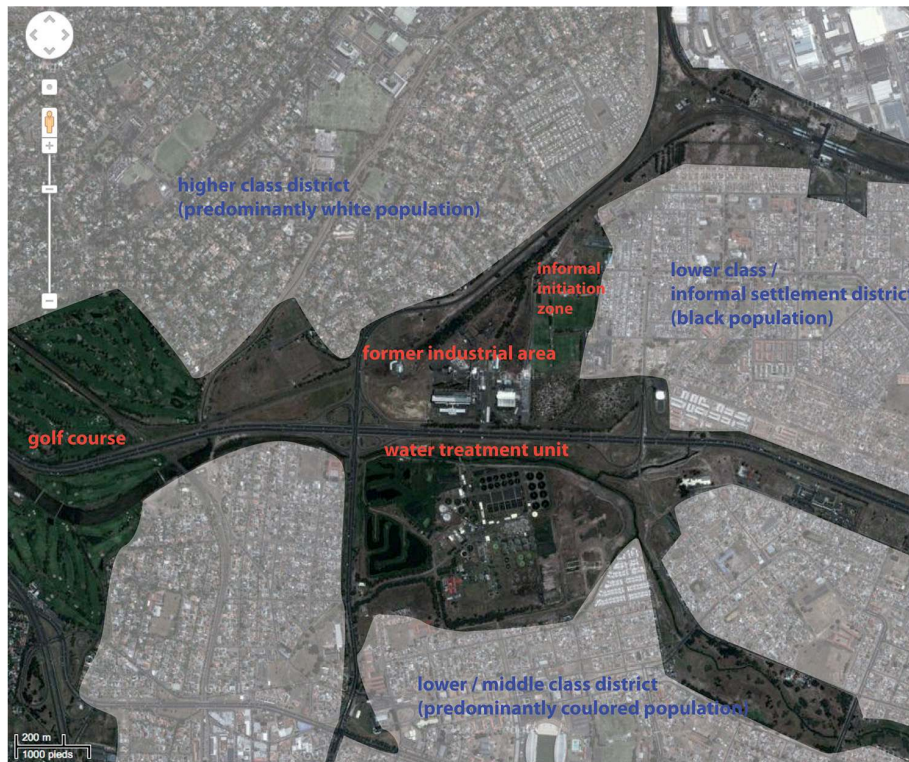 higher class district
(predominantly white population)
informal
initiation
zone
lower class /
informal settlement district
(black population)
former industrial area
golf course
water treatment unit
lower / middle class district
(predominantly coulored population)
200 m
1000 pieds